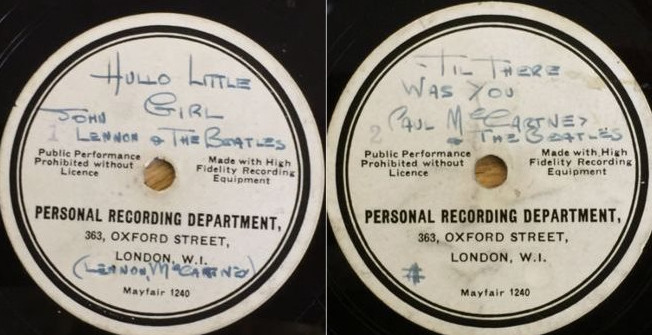 HULLO LITTLE
GIRL
JOHN
1 LENNON & THE BEATLES
Public Performance
Prohibited without
Licence
Made with High
Fidelity Recording
Equipment
PERSONAL RECORDING DEPARTMENT,
363, OXFORD STREET,
LONDON, W.I.
(LENNON, McCARTNEY)
Mayfair 1240
'TIL THERE
WAS YOU
2 PAUL McCARTNEY
& THE BEATLES
Public Performance
Prohibited without
Licence
Made with High
Fidelity Recording
Equipment
PERSONAL RECORDING DEPARTMENT,
363, OXFORD STREET,
LONDON, W.I.
#
Mayfair 1240